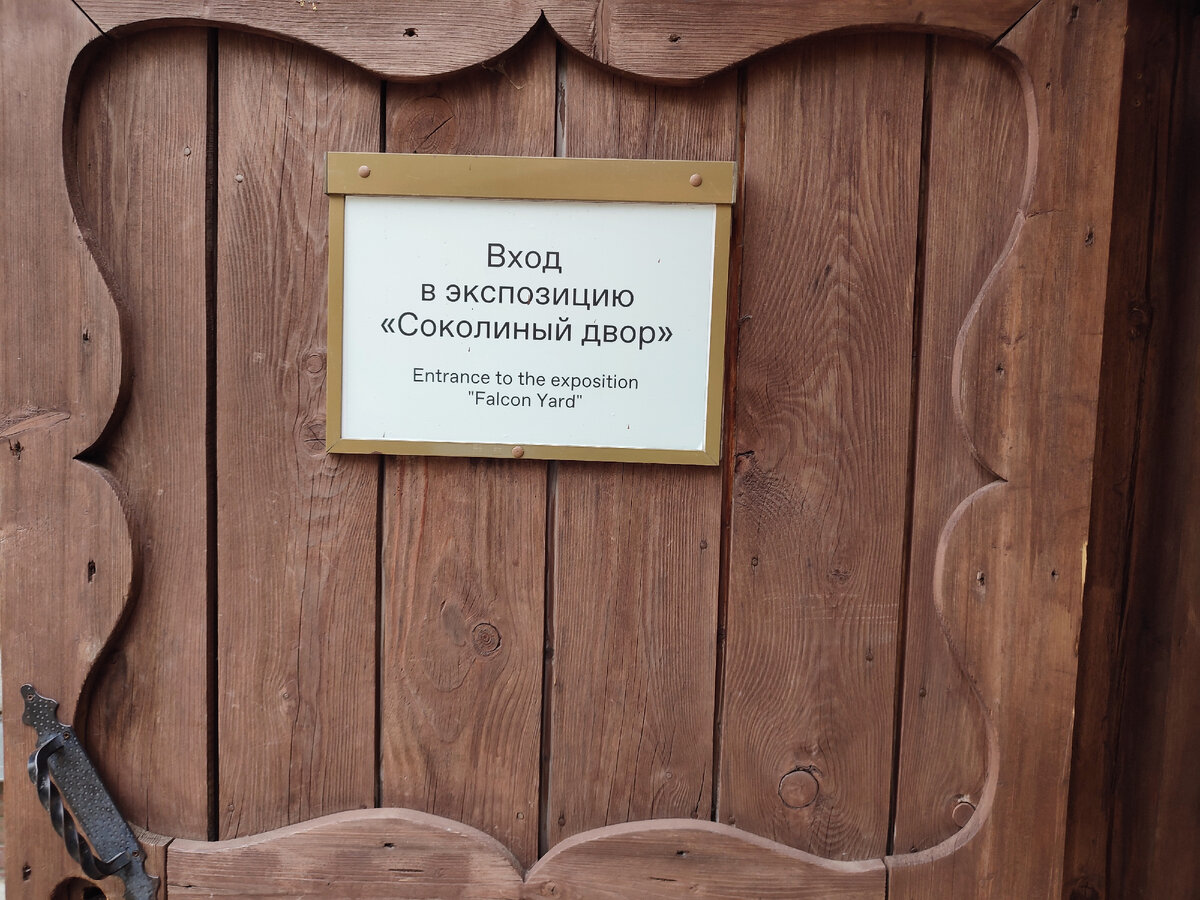 Вход
в экспозицию
«Соколиный двор»
Entrance to the exposition
"Falcon Yard"